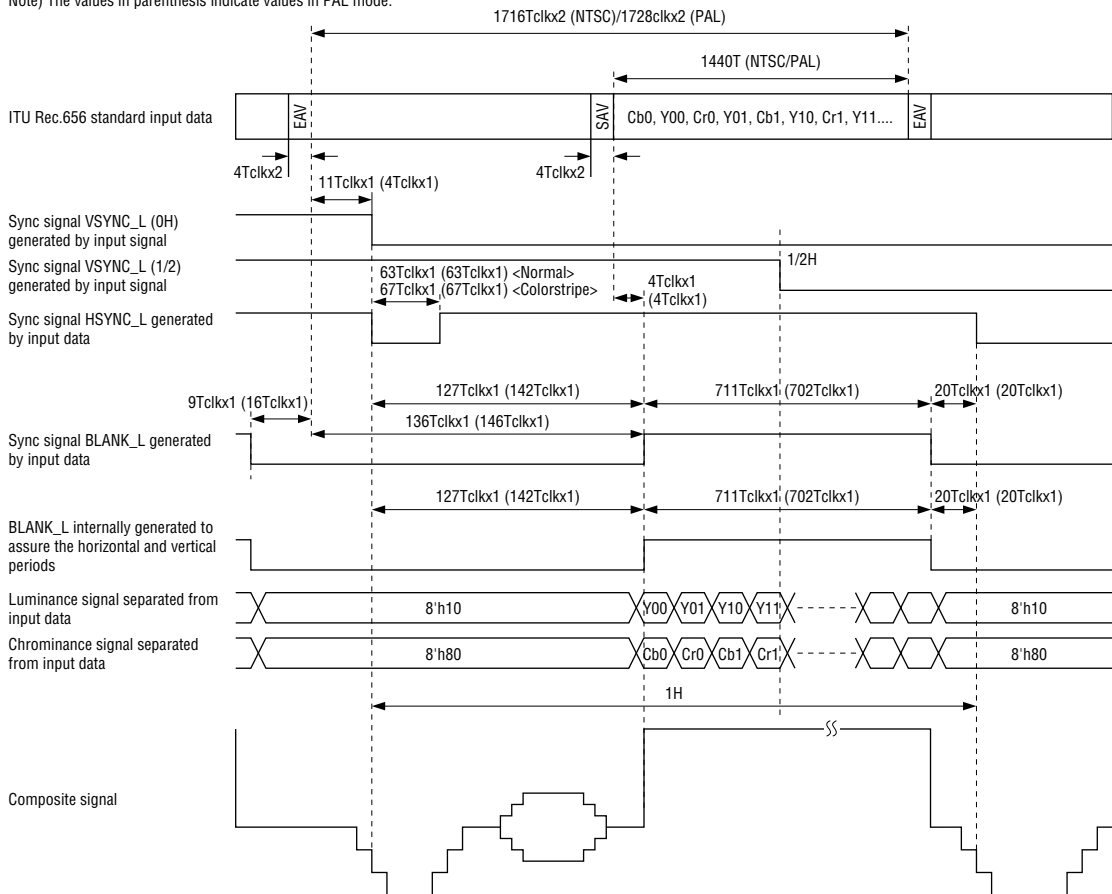 Note) The values in parenthesis indicate values in PAL mode.
1716Tclkx2 (NTSC)/1728clkx2 (PAL)
1440T (NTSC/PAL)
ITU Rec.656 standard input data
EAV
SAV
Cb0, Y00, Cr0, Y01, Cb1, Y10, Cr1, Y11....
EAV
4Tclkx2
4Tclkx2
11Tclkx1 (4Tclkx1)
Sync signal VSYNC_L (0H)
generated by input signal
Sync signal VSYNC_L (1/2)
generated by input signal
1/2H
63Tclkx1 (63Tclkx1) <Normal>
67Tclkx1 (67Tclkx1) <Colorstripe>
4Tclkx1
(4Tclkx1)
Sync signal HSYNC_L generated
by input data
127Tclkx1 (142Tclkx1)
711Tclkx1 (702Tclkx1)
20Tclkx1 (20Tclkx1)
9Tclkx1 (16Tclkx1)
136Tclkx1 (146Tclkx1)
Sync signal BLANK_L generated
by input data
127Tclkx1 (142Tclkx1)
711Tclkx1 (702Tclkx1)
20Tclkx1 (20Tclkx1)
BLANK_L internally generated to
assure the horizontal and vertical
periods
Luminance signal separated from
input data
8'h10
Y00
Y01
Y10
Y11
8'h10
Chrominance signal separated
from input data
8'h80
Cb0
Cr0
Cb1
Cr1
8'h80
1H
Composite signal